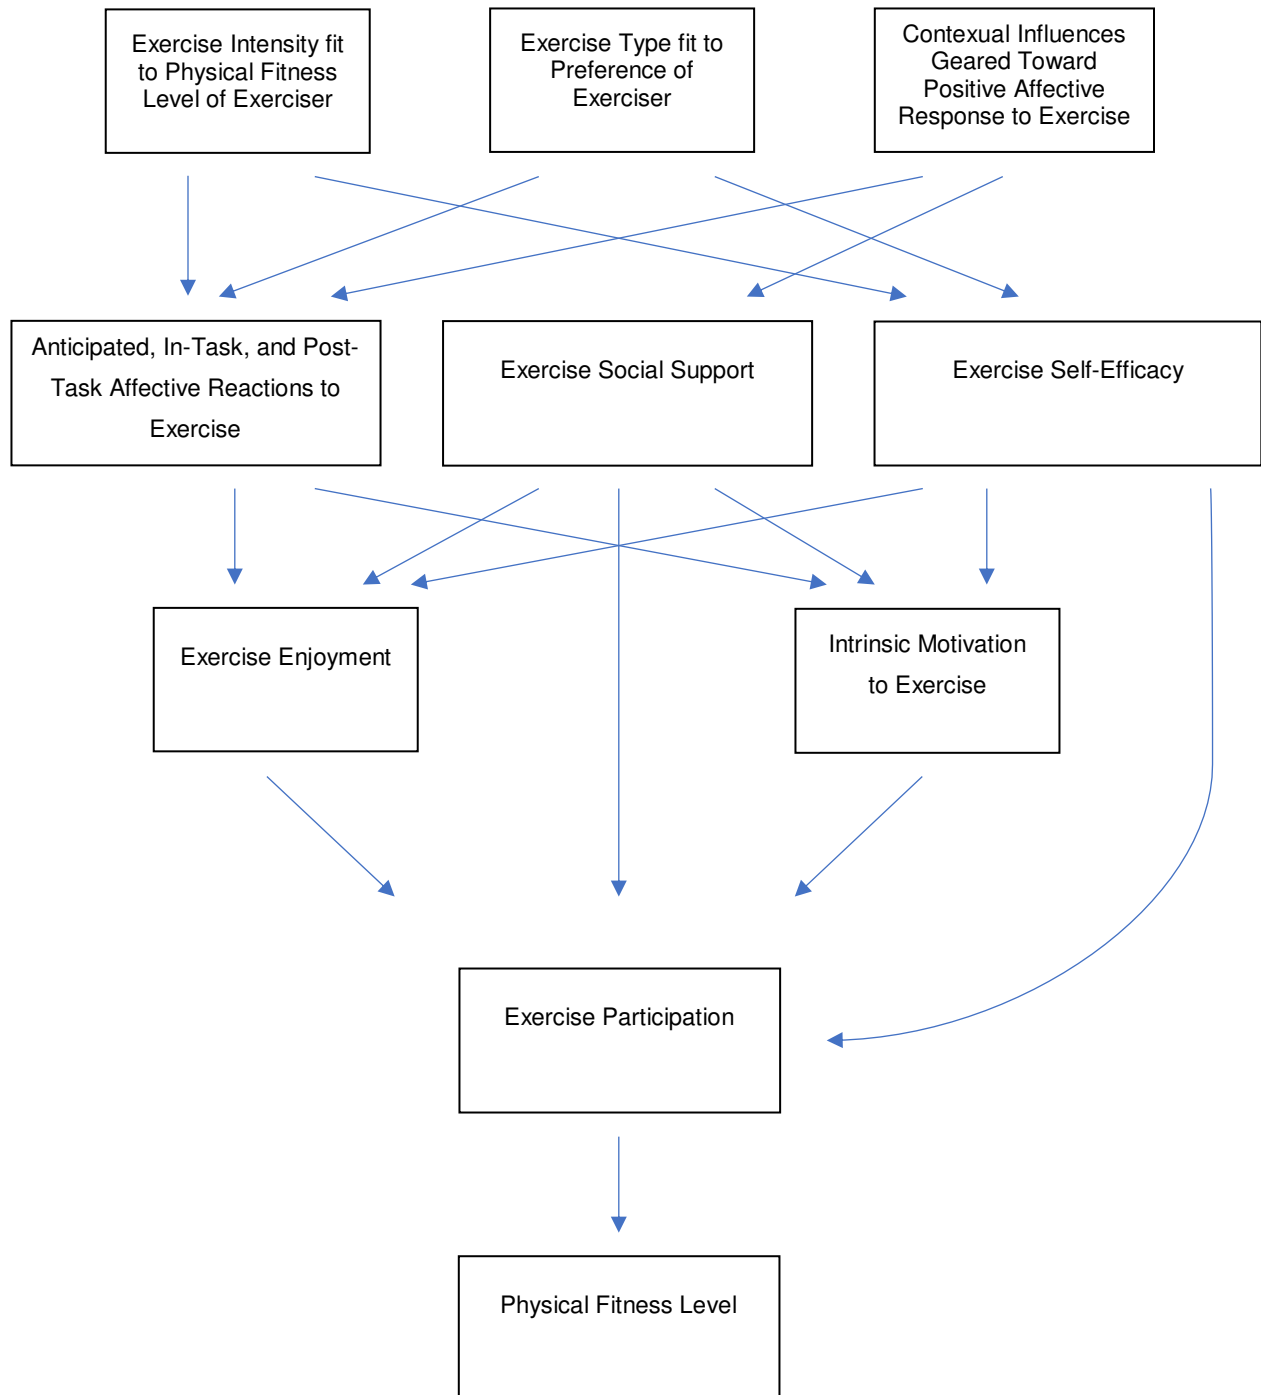 Exercise Intensity fit
to Physical Fitness
Level of Exerciser
Exercise Type fit to
Preference of
Exerciser
Contexual Influences
Geared Toward
Positive Affective
Response to Exercise
Anticipated, In-Task, and Post-
Task Affective Reactions to
Exercise
Exercise Social Support
Exercise Self-Efficacy
Exercise Enjoyment
Intrinsic Motivation
to Exercise
Exercise Participation
Physical Fitness Level